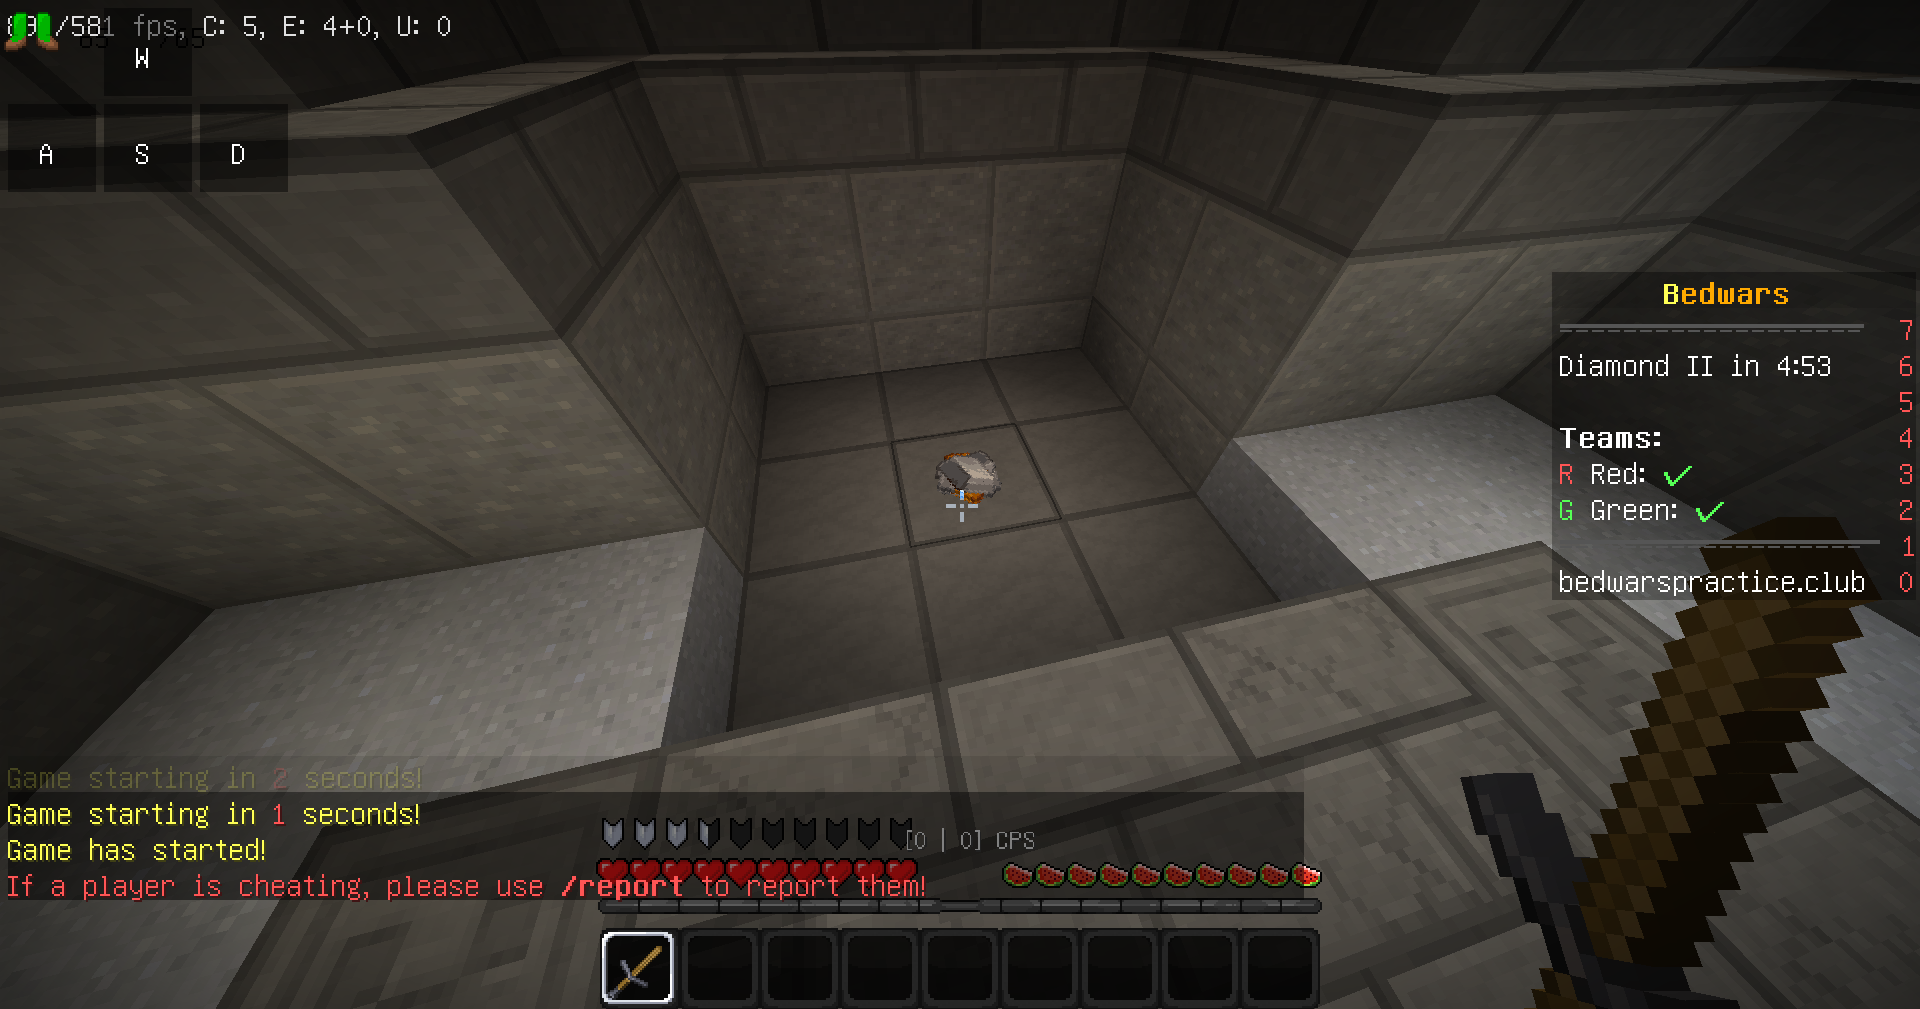 /581 fps, C: 5, E: 4+0, U: 0
W
A S D
Bedwars
7
Diamond II in 4:53 6
5
Teams: 4
R Red: ✓ 3
G Green: ✓ 2
1
bedwarspractice.club 0
Game starting in 2 seconds!
Game starting in 1 seconds!
Game has started!
[0 | 0] CPS
If a player is cheating, please use /report to report them!